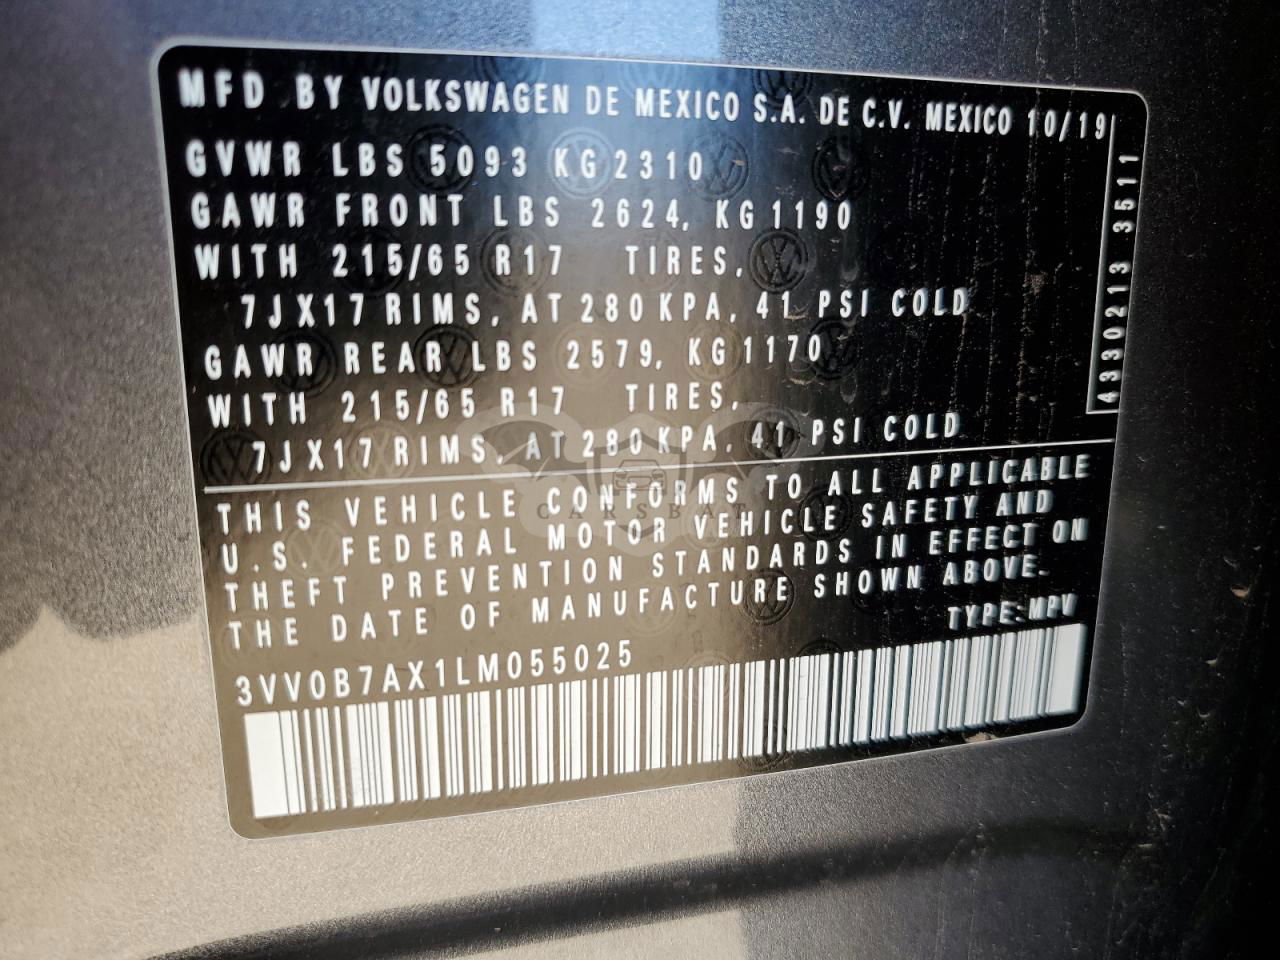 MFD BY VOLKSWAGEN DE MEXICO S.A. DE C.V. MEXICO 10/19
GVWR LBS 5093 KG 2310
GAWR FRONT LBS 2624, KG 1190
WITH 215/65 R17 TIRES,
7JX17 RIMS, AT 280 KPA, 41 PSI COLD
GAWR REAR LBS 2579, KG 1170
WITH 215/65 R17 TIRES,
7JX17 RIMS, AT 280 KPA, 41 PSI COLD
4330213 3511
THIS VEHICLE CONFORMS TO ALL APPLICABLE
U.S. FEDERAL MOTOR VEHICLE SAFETY AND
THEFT PREVENTION STANDARDS IN EFFECT ON
THE DATE OF MANUFACTURE SHOWN ABOVE.
TYPE: MPV
3VV0B7AX1LM055025
CARSBAT